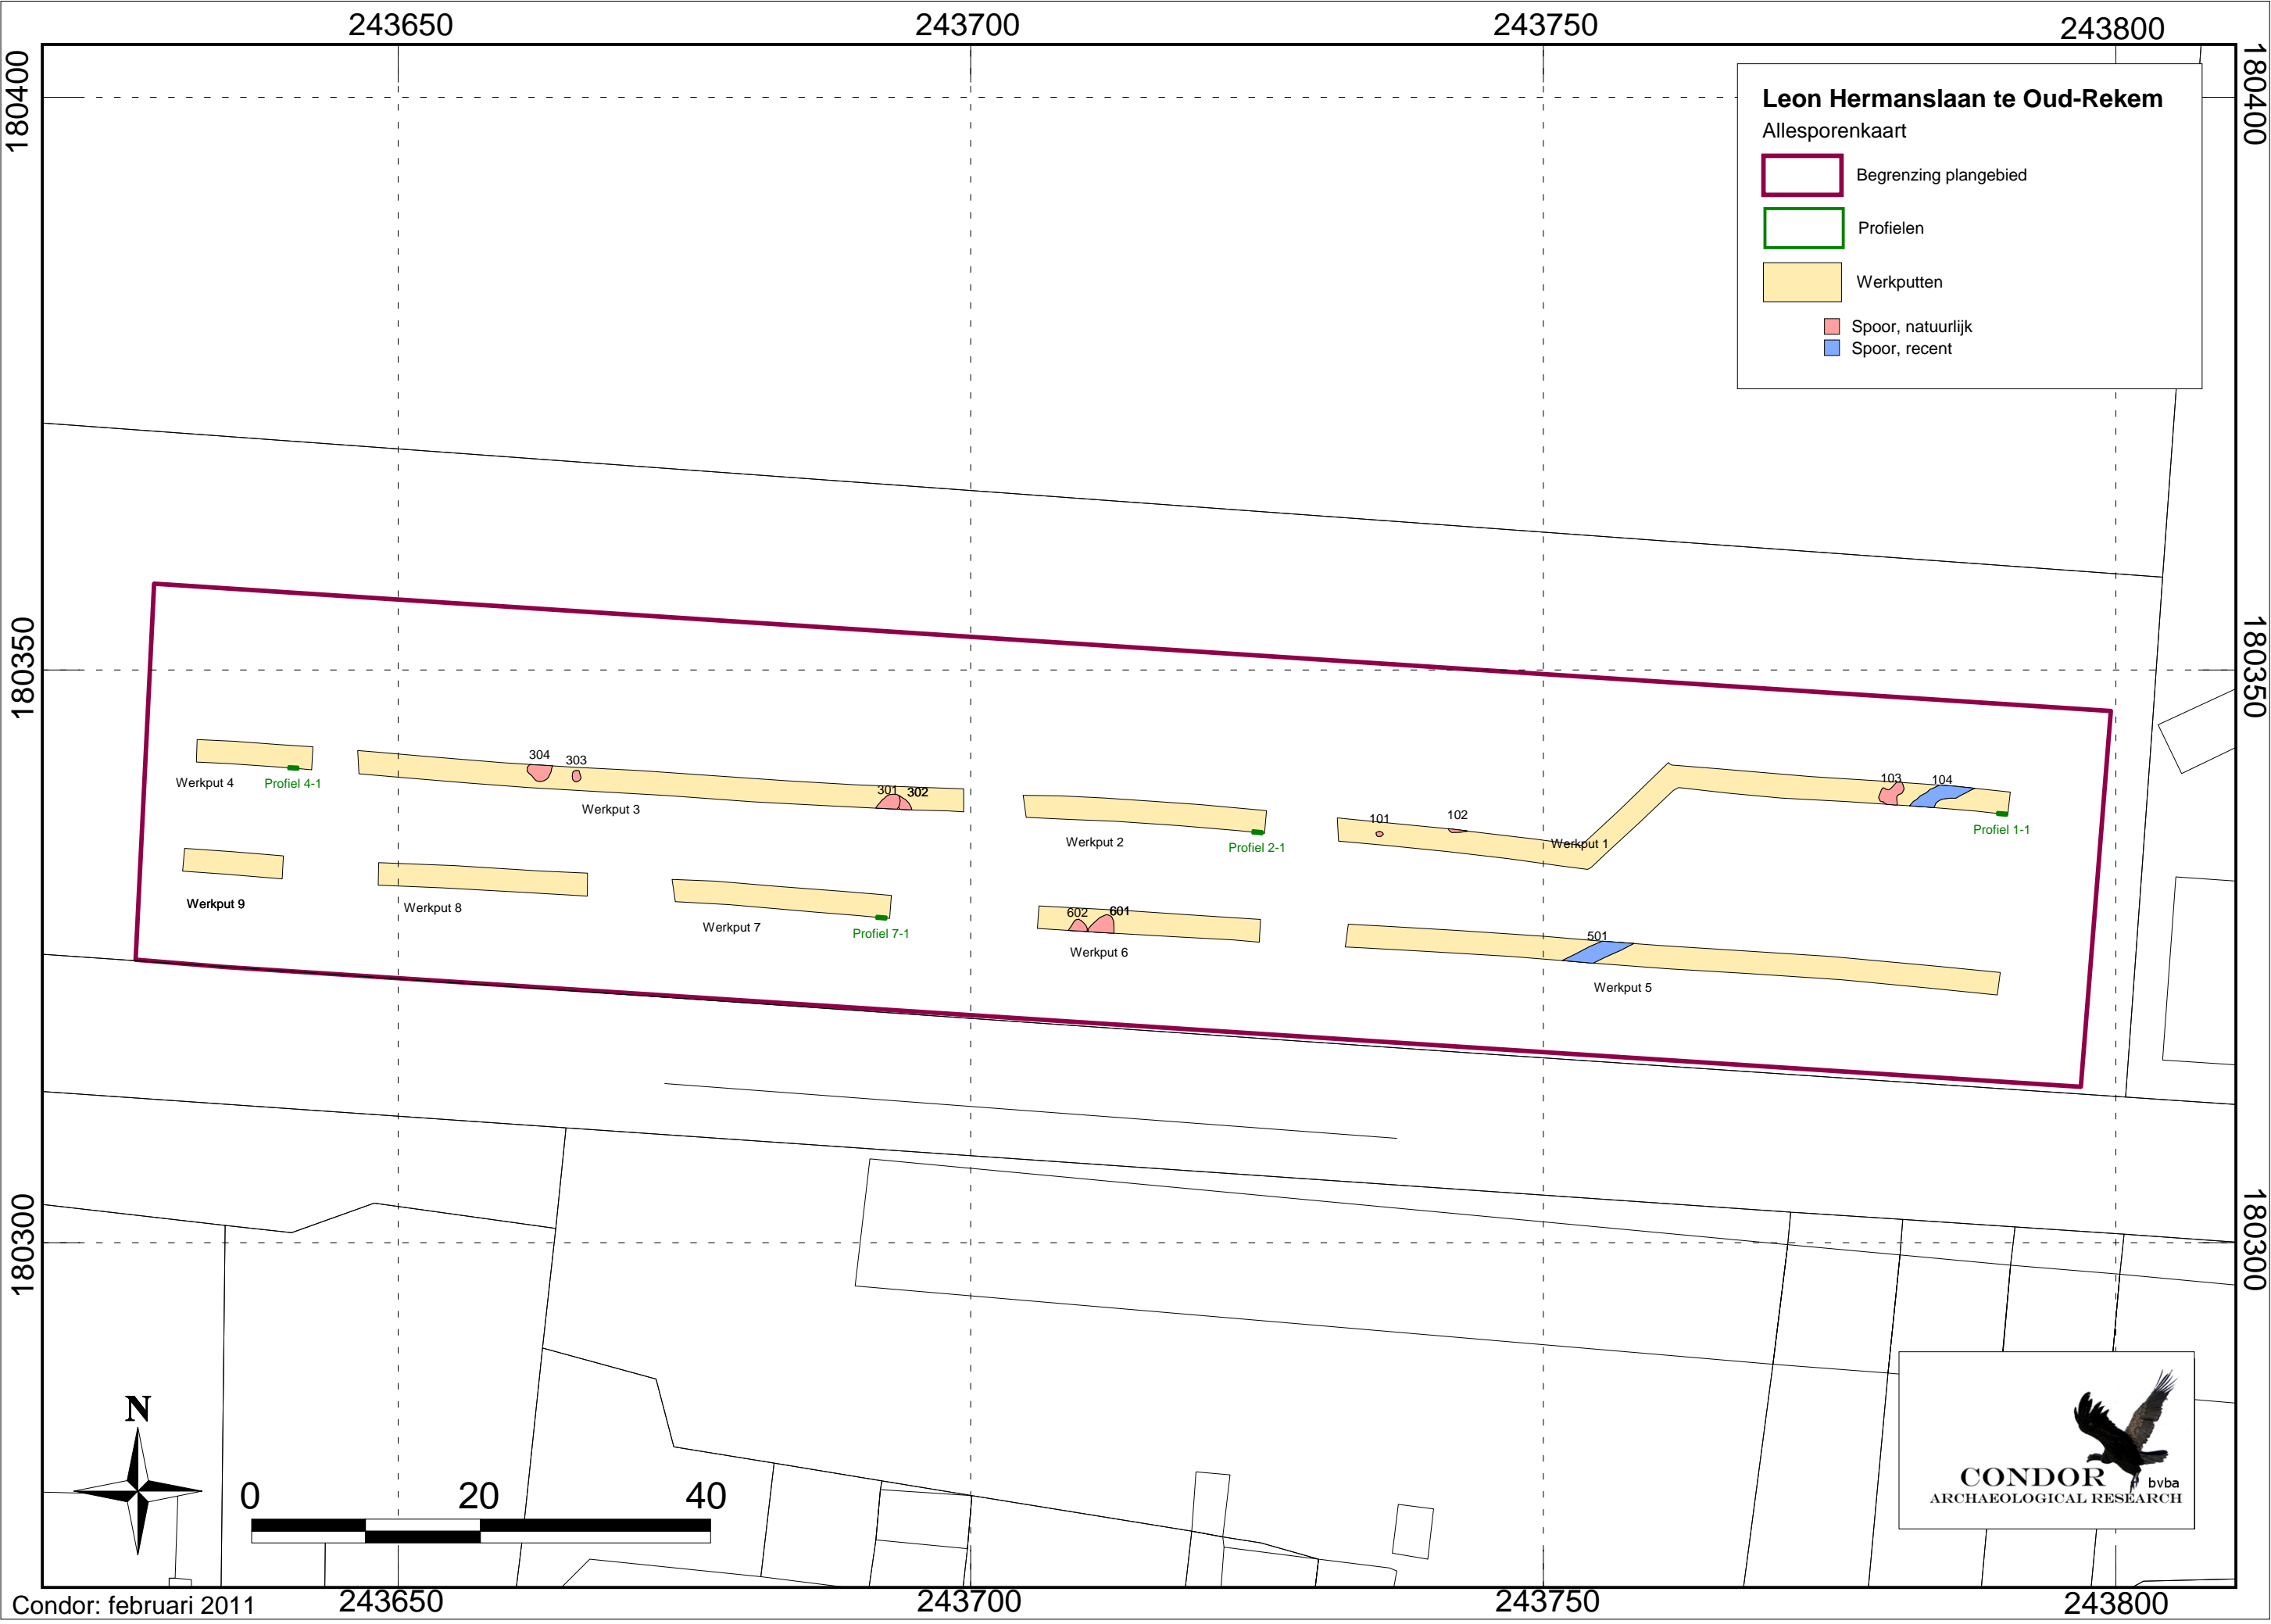 243650
243700
243750
243800
180400
180400
Leon Hermanslaan te Oud-Rekem
Allesporenkaart
Begrenzing plangebied
Profielen
Werkputten
Spoor, natuurlijk
Spoor, recent
180350
180350
304
303
301
302
101
102
103
104
Werkput 4
Profiel 4-1
Werkput 3
Werkput 2
Profiel 2-1
Werkput 1
Profiel 1-1
Werkput 9
Werkput 8
Werkput 7
Profiel 7-1
602
601
Werkput 6
501
Werkput 5
180300
180300
N
0
20
40
CONDOR bvba
ARCHAEOLOGICAL RESEARCH
Condor: februari 2011
243650
243700
243750
243800